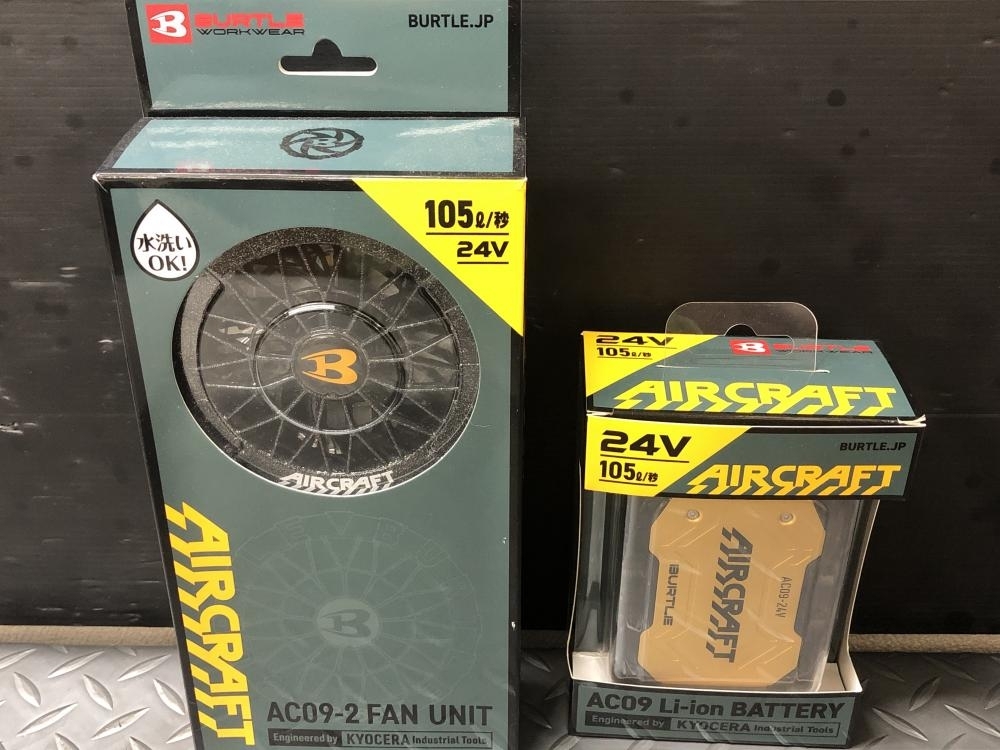 BURTLE
WORKWEAR
BURTLE.JP
105ℓ/秒
24V
水洗い
OK!
B
AIRCRAFT
AIRCRAFT
B
AC09-2 FAN UNIT
Engineered by KYOCERA Industrial Tools
24V
105ℓ/秒
BURTLE
WORKWEAR
AIRCRAFT
24V
105ℓ/秒
BURTLE.JP
AIRCRAFT
AIRCRAFT
BURTLE
AC09-24V
AC09 Li-ion BATTERY
Engineered by KYOCERA Industrial Tools